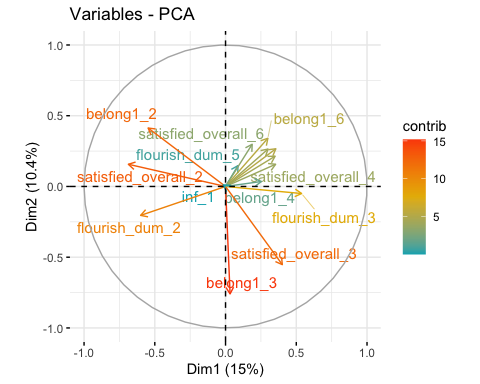 Variables - PCA
1.0
0.5
0.0
-0.5
-1.0
Dim2 (10.4%)
belong1_2
belong1_6
satisfied_overall_6
flourish_dum_5
satisfied_overall_2
satisfied_overall_4
inf_1
belong1_4
flourish_dum_3
flourish_dum_2
satisfied_overall_3
belong1_3
-1.0
-0.5
0.0
0.5
1.0
Dim1 (15%)
contrib
15
10
5